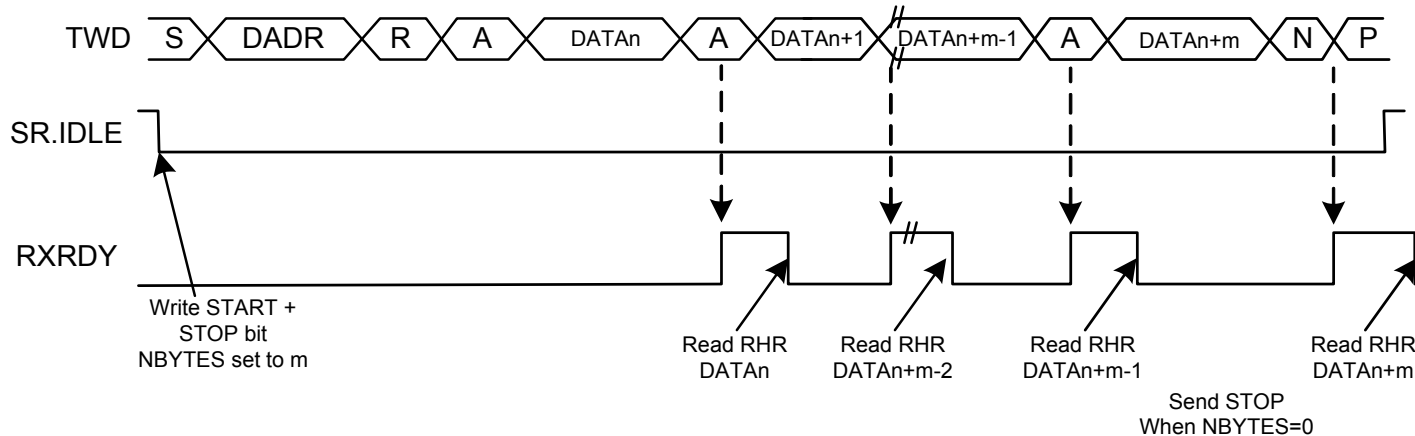 TWD S DADR R A DATAn A DATAn+1 DATAn+m-1 A DATAn+m N P
SR.IDLE
RXRDY
Write START +
STOP bit
NBYTES set to m
Read RHR
DATAn
Read RHR
DATAn+m-2
Read RHR
DATAn+m-1
Read RHR
DATAn+m
Send STOP
When NBYTES=0